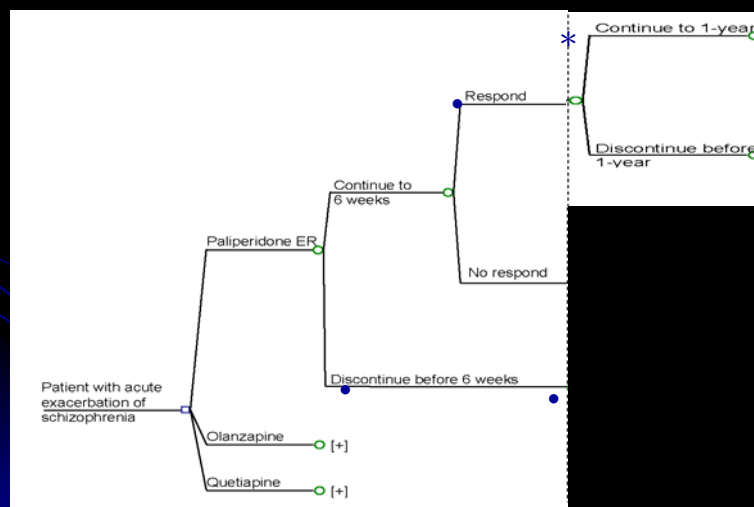 Continue to 1-year
Respond
Discontinue before
1-year
Continue to
6 weeks
Paliperidone ER
No respond
Discontinue before 6 weeks
Patient with acute
exacerbation of
schizophrenia
Olanzapine [+]
Quetiapine [+]